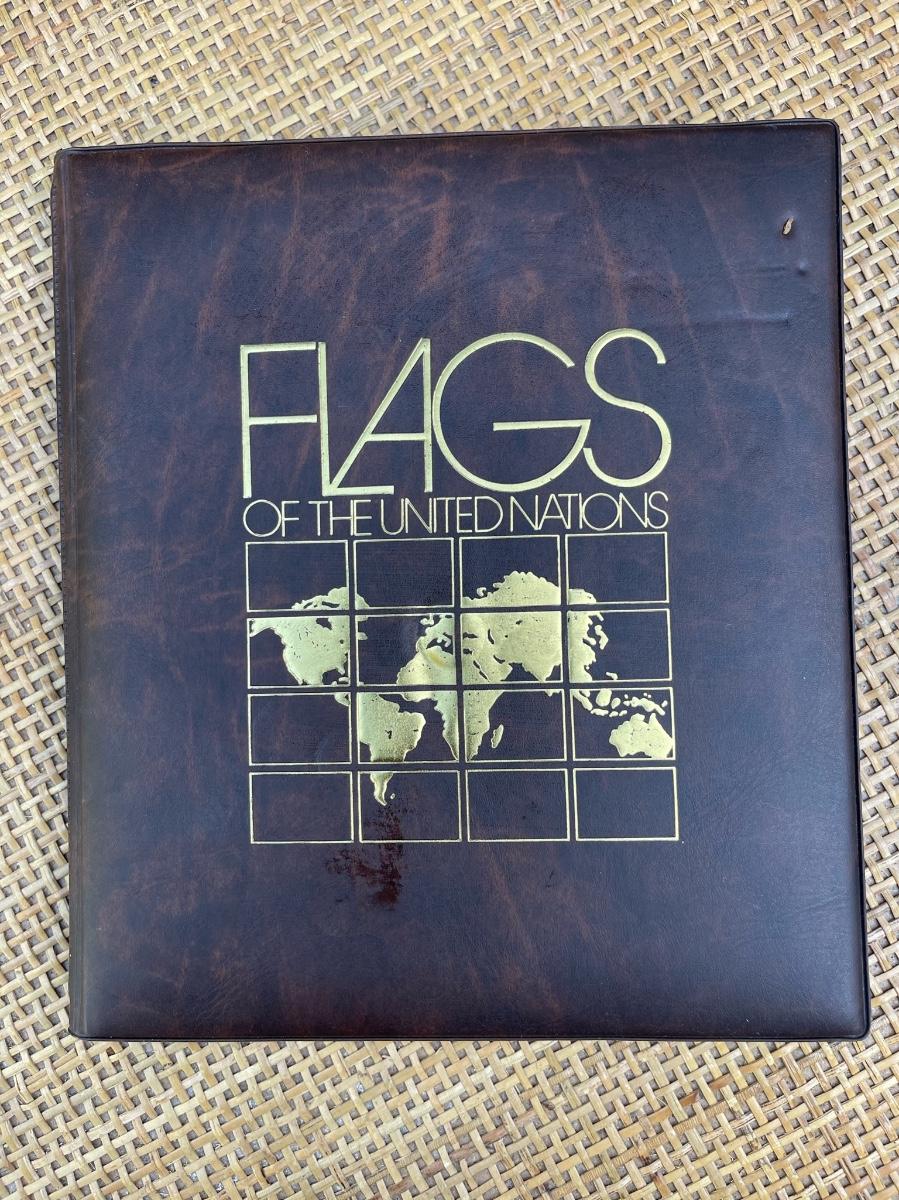 FLAGS
OF THE UNITED NATIONS